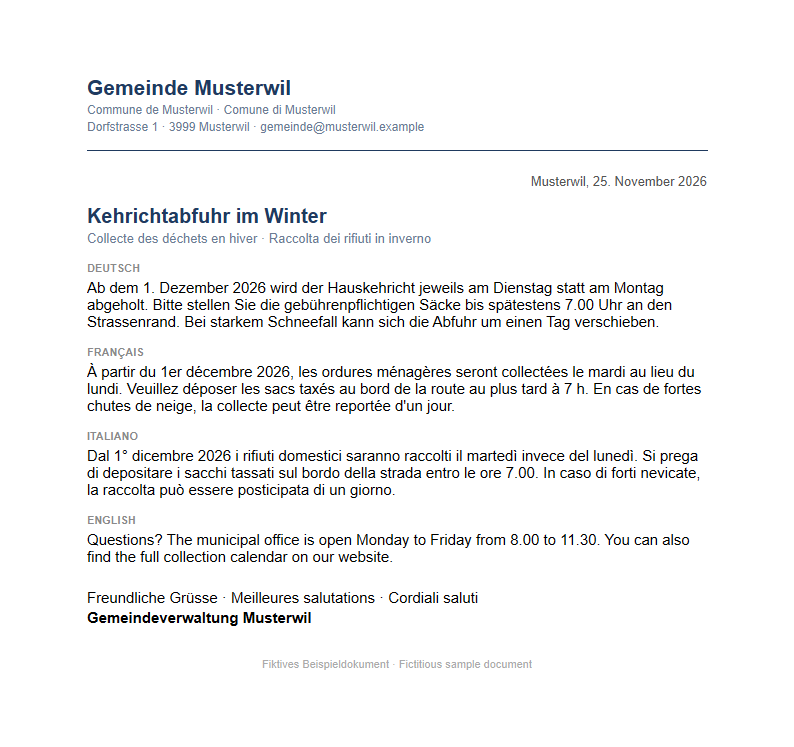 Gemeinde Musterwil
Commune de Musterwil · Comune di Musterwil
Dorfstrasse 1 · 3999 Musterwil · gemeinde@musterwil.example
Musterwil, 25. November 2026
Kehrichtabfuhr im Winter
Collecte des déchets en hiver · Raccolta dei rifiuti in inverno
DEUTSCH
Ab dem 1. Dezember 2026 wird der Hauskehricht jeweils am Dienstag statt am Montag
abgeholt. Bitte stellen Sie die gebührenpflichtigen Säcke bis spätestens 7.00 Uhr an den
Strassenrand. Bei starkem Schneefall kann sich die Abfuhr um einen Tag verschieben.
FRANÇAIS
À partir du 1er décembre 2026, les ordures ménagères seront collectées le mardi au lieu du
lundi. Veuillez déposer les sacs taxés au bord de la route au plus tard à 7 h. En cas de fortes
chutes de neige, la collecte peut être reportée d'un jour.
ITALIANO
Dal 1° dicembre 2026 i rifiuti domestici saranno raccolti il martedì invece del lunedì. Si prega
di depositare i sacchi tassati sul bordo della strada entro le ore 7.00. In caso di forti nevicate,
la raccolta può essere posticipata di un giorno.
ENGLISH
Questions? The municipal office is open Monday to Friday from 8.00 to 11.30. You can also
find the full collection calendar on our website.
Freundliche Grüsse · Meilleures salutations · Cordiali saluti
Gemeindeverwaltung Musterwil
Fiktives Beispieldokument · Fictitious sample document